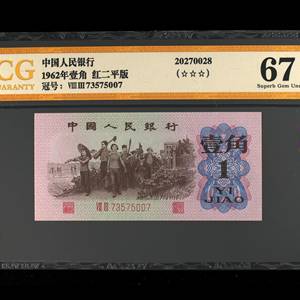 CG
WARRANTY
中国人民银行
1962年壹角 红二平版
冠号：VIII III 73575007
20270028
(☆☆☆)
67
Superb Gem Unc
中国人民银行
壹角
1
YI
JIAO
VIII III 73575007